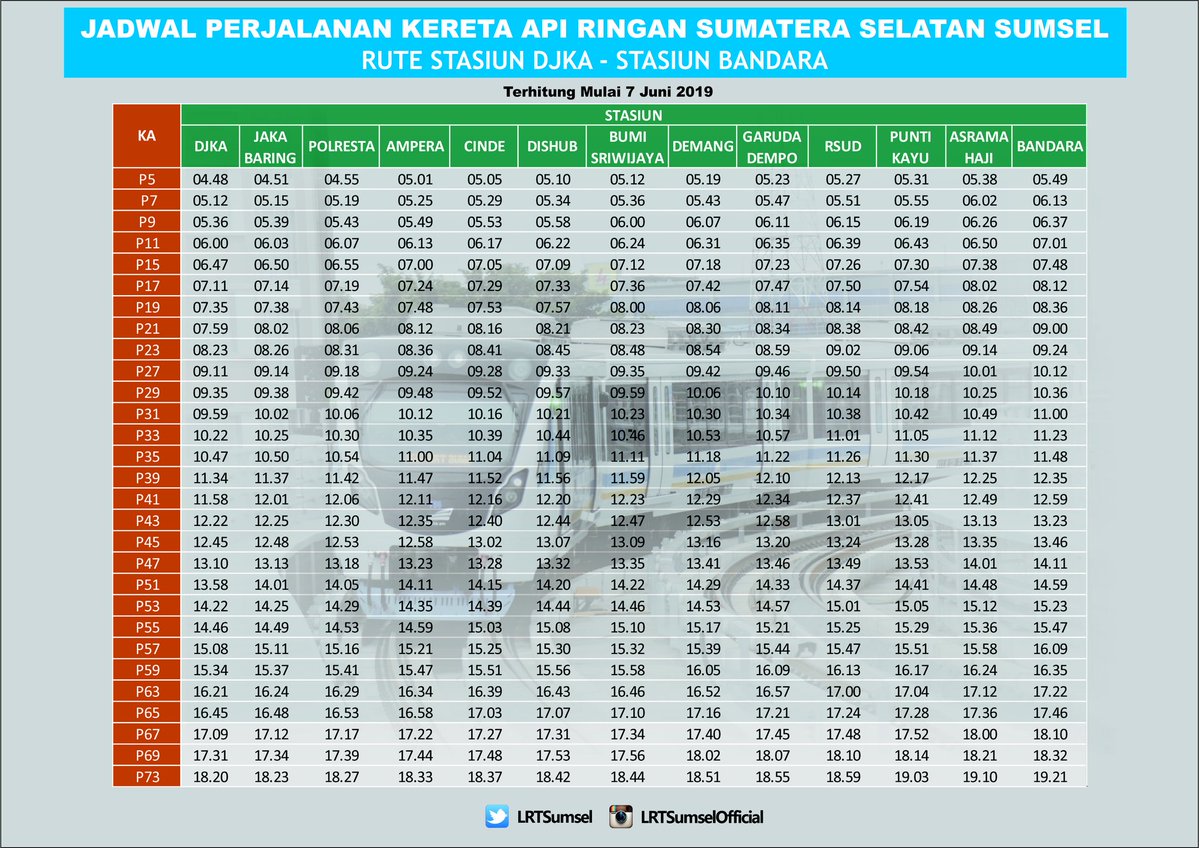 JADWAL PERJALANAN KERETA API RINGAN SUMATERA SELATAN SUMSEL
RUTE STASIUN DJKA - STASIUN BANDARA
Terhitung Mulai 7 Juni 2019
KA STASIUN
DJKA JAKA BARING POLRESTA AMPERA CINDE DISHUB BUMI SRIWIJAYA DEMANG GARUDA DEMPO RSUD PUNTI KAYU ASRAMA HAJI BANDARA
P5 04.48 04.51 04.55 05.01 05.05 05.10 05.12 05.19 05.23 05.27 05.31 05.38 05.49
P7 05.12 05.15 05.19 05.25 05.29 05.34 05.36 05.43 05.47 05.51 05.55 06.02 06.13
P9 05.36 05.39 05.43 05.49 05.53 05.58 06.00 06.07 06.11 06.15 06.19 06.26 06.37
P11 06.00 06.03 06.07 06.13 06.17 06.22 06.24 06.31 06.35 06.39 06.43 06.50 07.01
P15 06.47 06.50 06.55 07.00 07.05 07.09 07.12 07.18 07.23 07.26 07.30 07.38 07.48
P17 07.11 07.14 07.19 07.24 07.29 07.33 07.36 07.42 07.47 07.50 07.54 08.02 08.12
P19 07.35 07.38 07.43 07.48 07.53 07.57 08.00 08.06 08.11 08.14 08.18 08.26 08.36
P21 07.59 08.02 08.06 08.12 08.16 08.21 08.23 08.30 08.34 08.38 08.42 08.49 09.00
P23 08.23 08.26 08.31 08.36 08.41 08.45 08.48 08.54 08.59 09.02 09.06 09.14 09.24
P27 09.11 09.14 09.18 09.24 09.28 09.33 09.35 09.42 09.46 09.50 09.54 10.01 10.12
P29 09.35 09.38 09.42 09.48 09.52 09.57 09.59 10.06 10.10 10.14 10.18 10.25 10.36
P31 09.59 10.02 10.06 10.12 10.16 10.21 10.23 10.30 10.34 10.38 10.42 10.49 11.00
P33 10.22 10.25 10.30 10.35 10.39 10.44 10.46 10.53 10.57 11.01 11.05 11.12 11.23
P35 10.47 10.50 10.54 11.00 11.04 11.09 11.11 11.18 11.22 11.26 11.30 11.37 11.48
P39 11.34 11.37 11.42 11.47 11.52 11.56 11.59 12.05 12.10 12.13 12.17 12.25 12.35
P41 11.58 12.01 12.06 12.11 12.16 12.20 12.23 12.29 12.34 12.37 12.41 12.49 12.59
P43 12.22 12.25 12.30 12.35 12.40 12.44 12.47 12.53 12.58 13.01 13.05 13.13 13.23
P45 12.45 12.48 12.53 12.58 13.02 13.07 13.09 13.16 13.20 13.24 13.28 13.35 13.46
P47 13.10 13.13 13.18 13.23 13.28 13.32 13.35 13.41 13.46 13.49 13.53 14.01 14.11
P51 13.58 14.01 14.05 14.11 14.15 14.20 14.22 14.29 14.33 14.37 14.41 14.48 14.59
P53 14.22 14.25 14.29 14.35 14.39 14.44 14.46 14.53 14.57 15.01 15.05 15.12 15.23
P55 14.46 14.49 14.53 14.59 15.03 15.08 15.10 15.17 15.21 15.25 15.29 15.36 15.47
P57 15.08 15.11 15.16 15.21 15.25 15.30 15.32 15.39 15.44 15.47 15.51 15.58 16.09
P59 15.34 15.37 15.41 15.47 15.51 15.56 15.58 16.05 16.09 16.13 16.17 16.24 16.35
P63 16.21 16.24 16.29 16.34 16.39 16.43 16.46 16.52 16.57 17.00 17.04 17.12 17.22
P65 16.45 16.48 16.53 16.58 17.03 17.07 17.10 17.16 17.21 17.24 17.28 17.36 17.46
P67 17.09 17.12 17.17 17.22 17.27 17.31 17.34 17.40 17.45 17.48 17.52 18.00 18.10
P69 17.31 17.34 17.39 17.44 17.48 17.53 17.56 18.02 18.07 18.10 18.14 18.21 18.32
P73 18.20 18.23 18.27 18.33 18.37 18.42 18.44 18.51 18.55 18.59 19.03 19.10 19.21
LRTSumsel LRTSumselOfficial